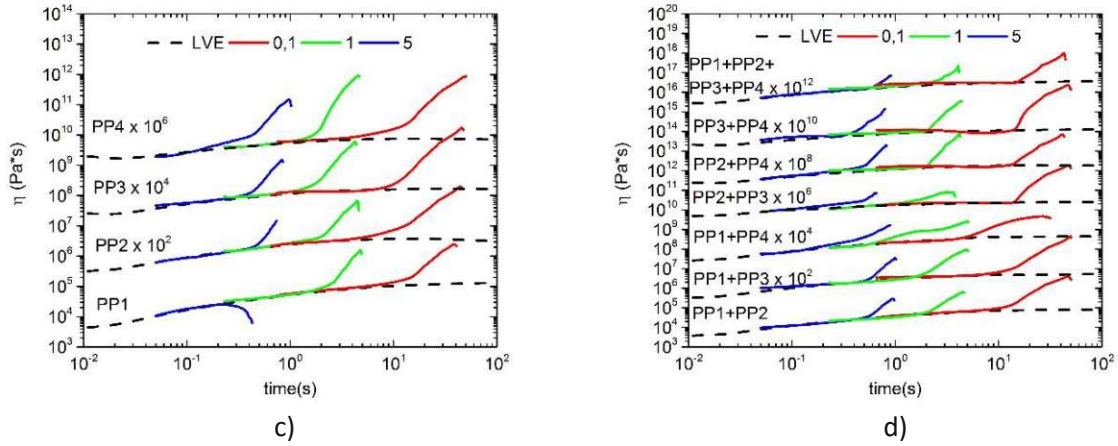 10^14
10^13
10^12
10^11
10^10
10^9
10^8
10^7
10^6
10^5
10^4
10^3
η (Pa*s)
LVE 0,1 1 5
PP4 x 10^6
PP3 x 10^4
PP2 x 10^2
PP1
10^-2 10^-1 10^0 10^1 10^2
time(s)
c)
10^20
10^19
10^18
10^17
10^16
10^15
10^14
10^13
10^12
10^11
10^10
10^9
10^8
10^7
10^6
10^5
10^4
10^3
η (Pa*s)
LVE 0,1 1 5
PP1+PP2+
PP3+PP4 x 10^12
PP3+PP4 x 10^10
PP2+PP4 x 10^8
PP2+PP3 x 10^6
PP1+PP4 x 10^4
PP1+PP3 x 10^2
PP1+PP2
10^-2 10^-1 10^0 10^1 10^2
time(s)
d)